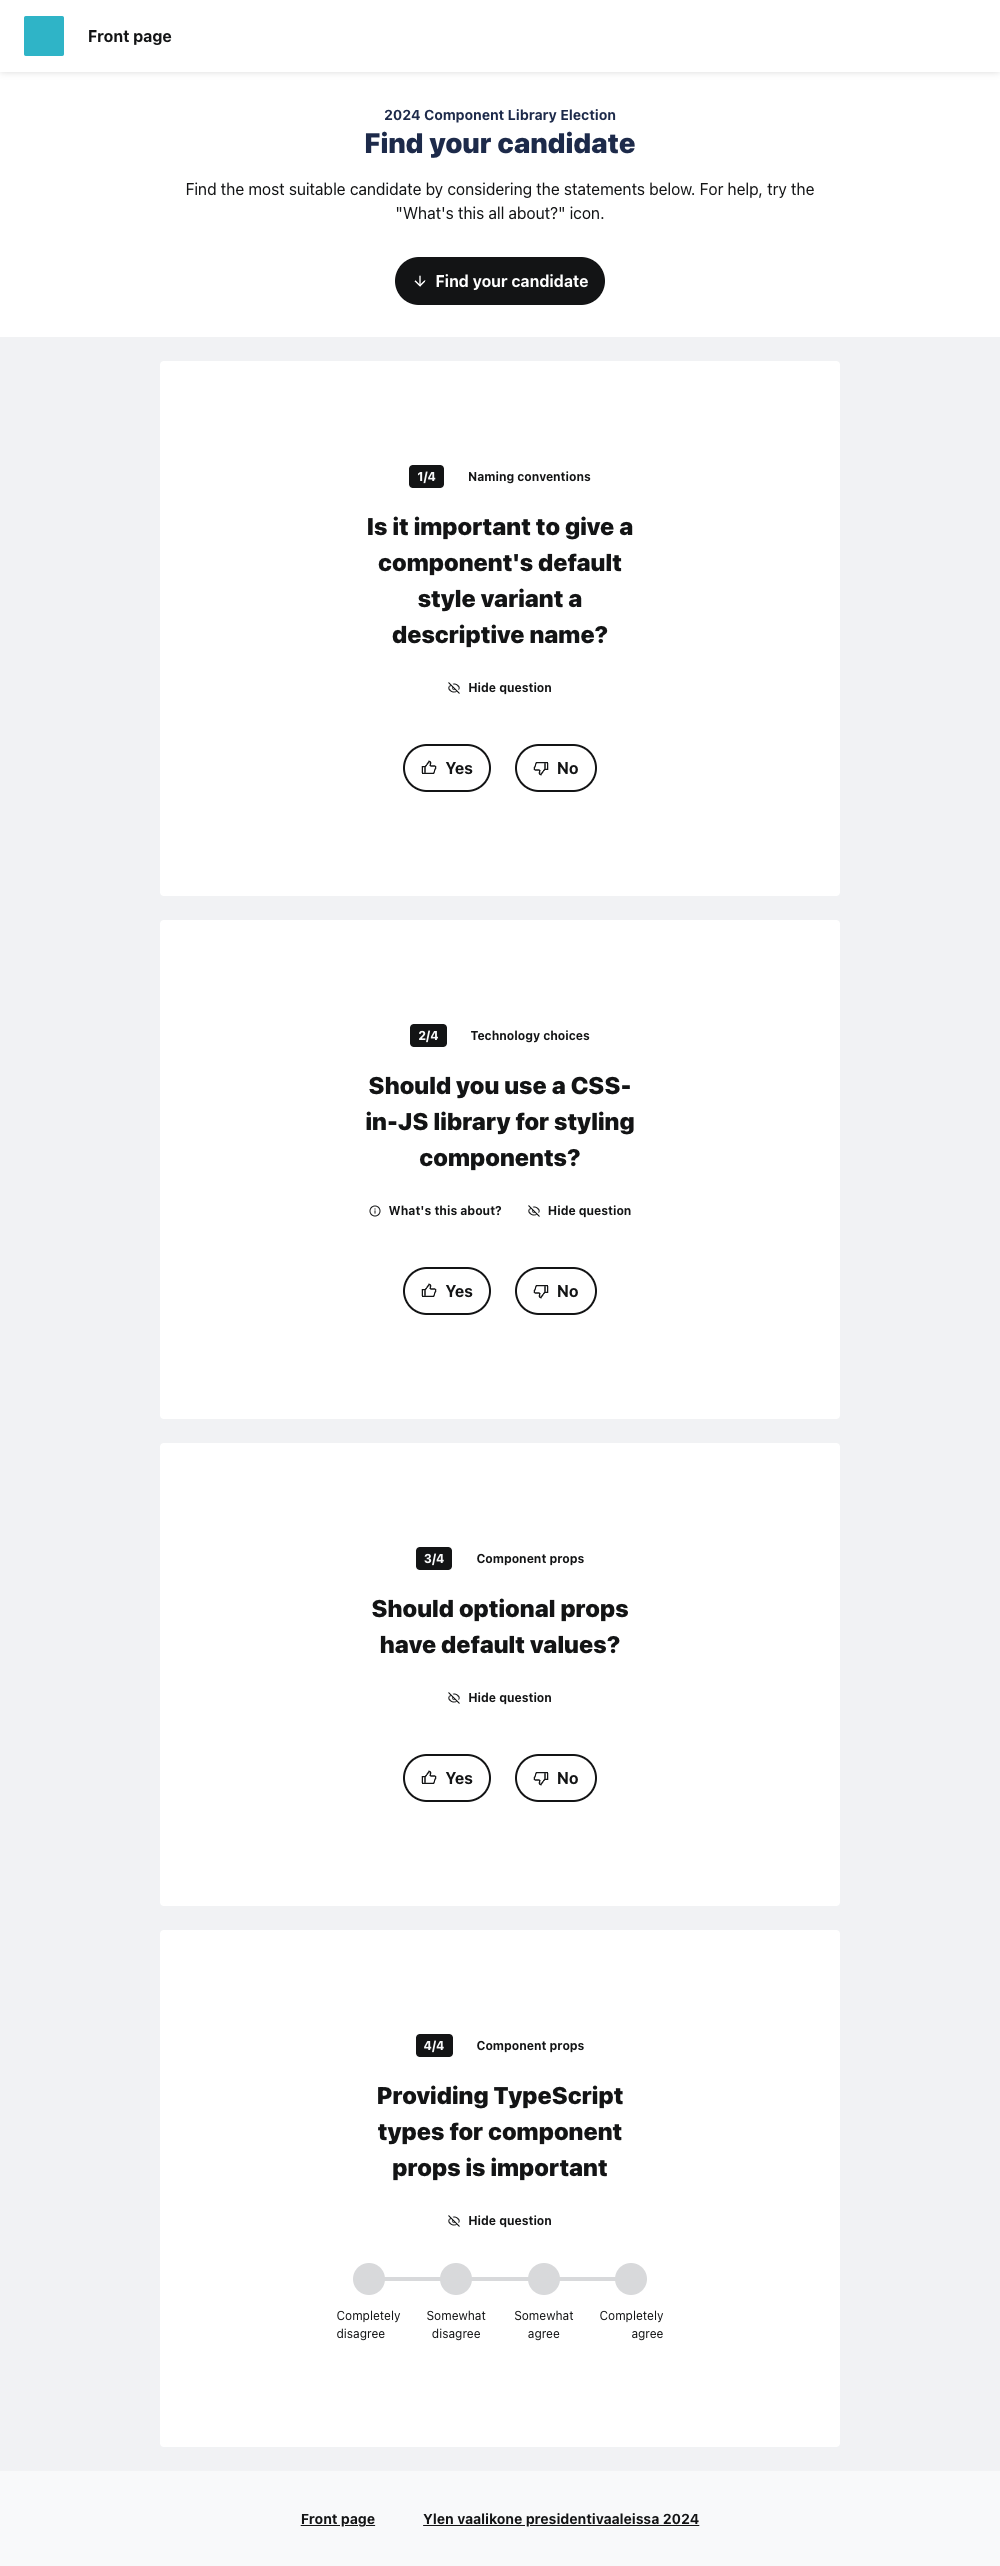 Front page
2024 Component Library Election
Find your candidate
Find the most suitable candidate by considering the statements below. For help, try the
"What's this all about?" icon.
Find your candidate
1/4 Naming conventions
Is it important to give a
component's default
style variant a
descriptive name?
Hide question
Yes No
2/4 Technology choices
Should you use a CSS-
in-JS library for styling
components?
What's this about? Hide question
Yes No
3/4 Component props
Should optional props
have default values?
Hide question
Yes No
4/4 Component props
Providing TypeScript
types for component
props is important
Hide question
Completely Somewhat Somewhat Completely
disagree disagree agree agree
Front page Ylen vaalikone presidentivaaleissa 2024